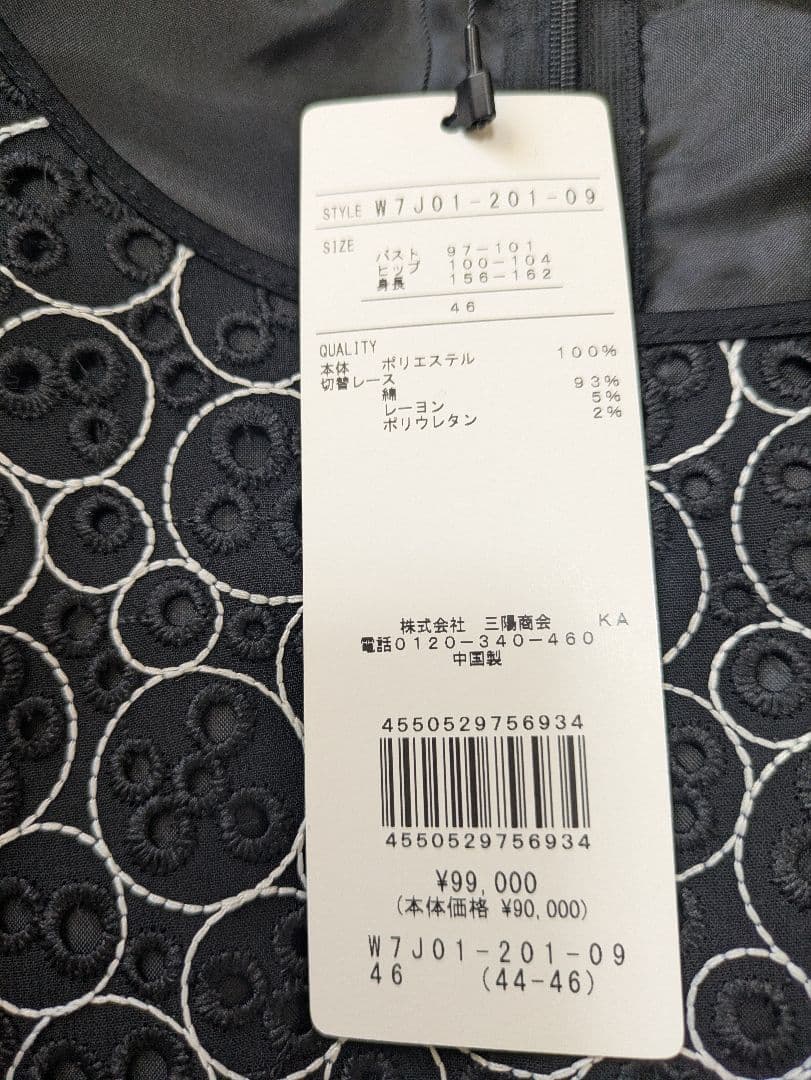 STYLE W7J01-201-09
SIZE
バスト 97-101
ヒップ 100-104
身長 156-162
46
QUALITY
本体 ポリエステル 100%
切替レース
綿 93%
レーヨン 5%
ポリウレタン 2%
株式会社 三陽商会 KA
電話0120-340-460
中国製
4550529756934
4550529756934
¥99,000
(本体価格 ¥90,000)
W7J01-201-09
46 (44-46)